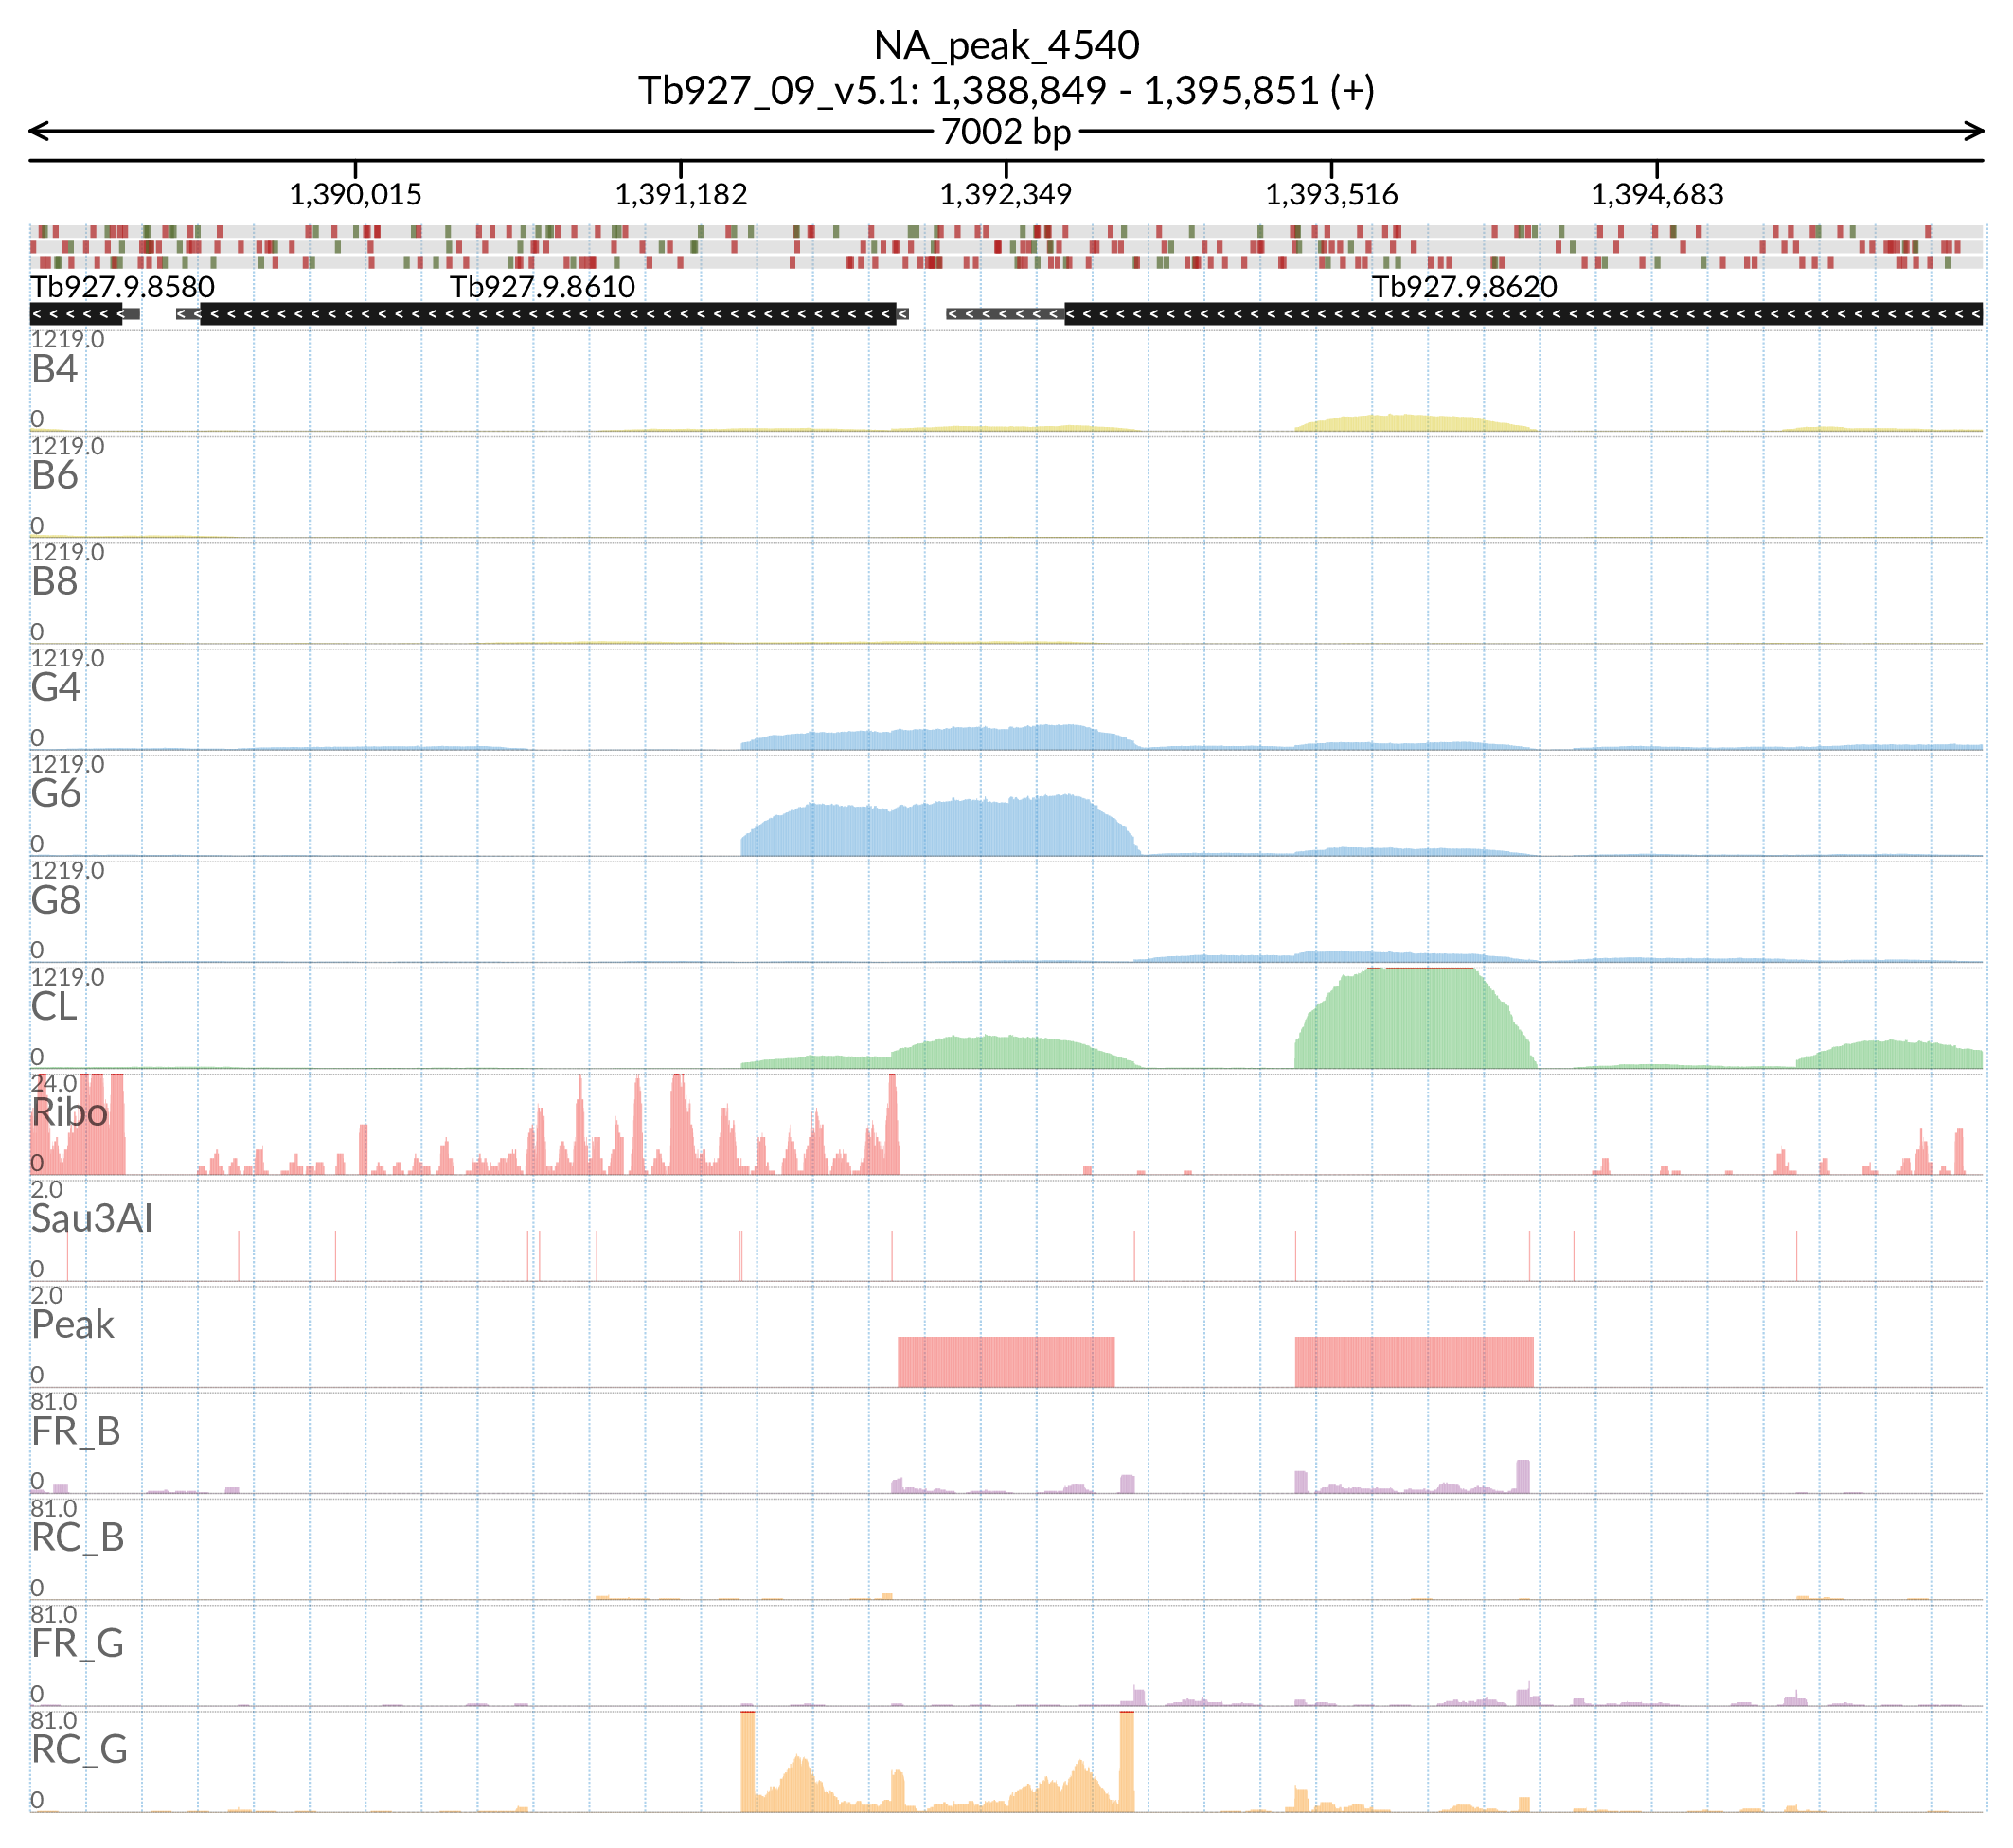 NA_peak_4540
Tb927_09_v5.1: 1,388,849 - 1,395,851 (+)
7002 bp
1,390,015 1,391,182 1,392,349 1,393,516 1,394,683
Tb927.9.8580 Tb927.9.8610 Tb927.9.8620
1219.0
B4
0
1219.0
B6
0
1219.0
B8
0
1219.0
G4
0
1219.0
G6
0
1219.0
G8
0
1219.0
CL
0
24.0
Ribo
0
2.0
Sau3AI
0
2.0
Peak
0
81.0
FR_B
0
81.0
RC_B
0
81.0
FR_G
0
81.0
RC_G
0